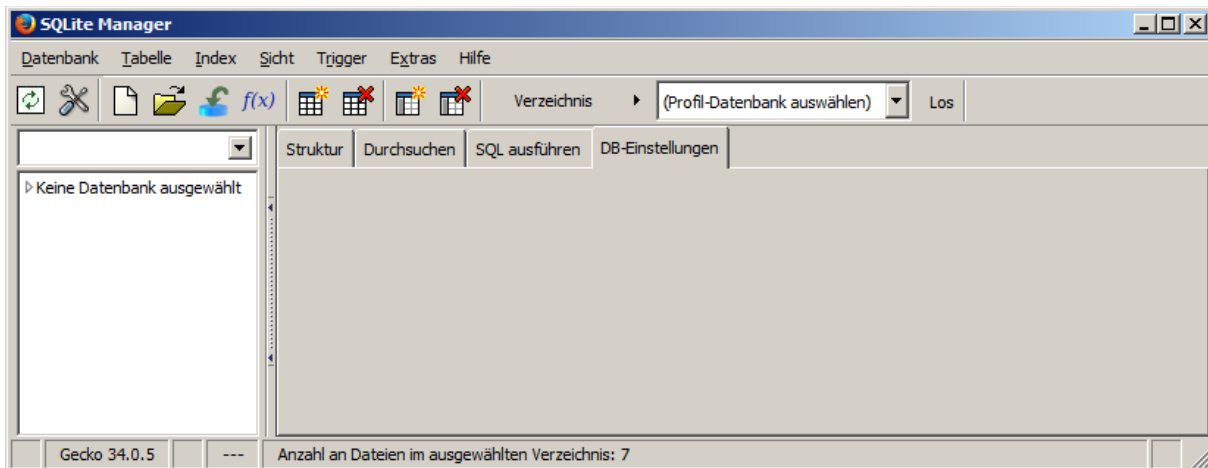 SQLite Manager
Datenbank Tabelle Index Sicht Trigger Extras Hilfe
f(x) Verzeichnis (Profil-Datenbank auswählen) Los
Struktur Durchsuchen SQL ausführen DB-Einstellungen
Keine Datenbank ausgewählt
Gecko 34.0.5 --- Anzahl an Dateien im ausgewählten Verzeichnis: 7